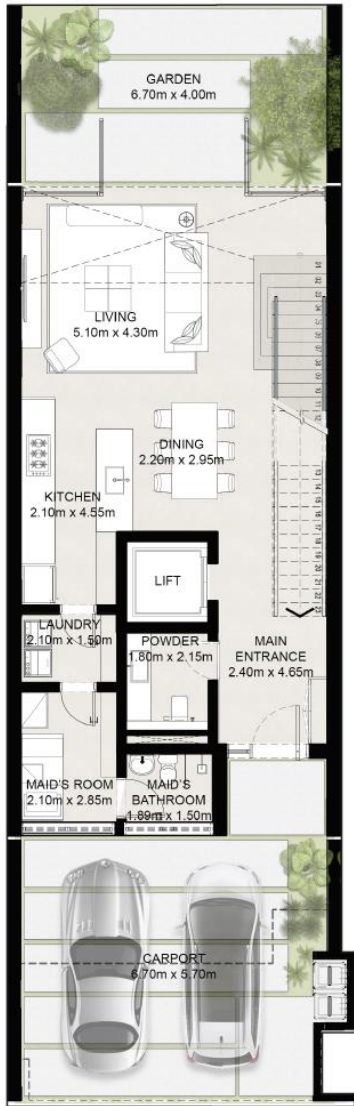 GARDEN
6.70m x 4.00m
LIVING
5.10m x 4.30m
DINING
2.20m x 2.95m
KITCHEN
2.10m x 4.55m
LIFT
LAUNDRY
2.10m x 1.50m
POWDER
1.80m x 2.15m
MAIN
ENTRANCE
2.40m x 4.65m
MAID'S ROOM
2.10m x 2.85m
MAID'S
BATHROOM
1.89m x 1.50m
CARPORT
6.70m x 5.70m